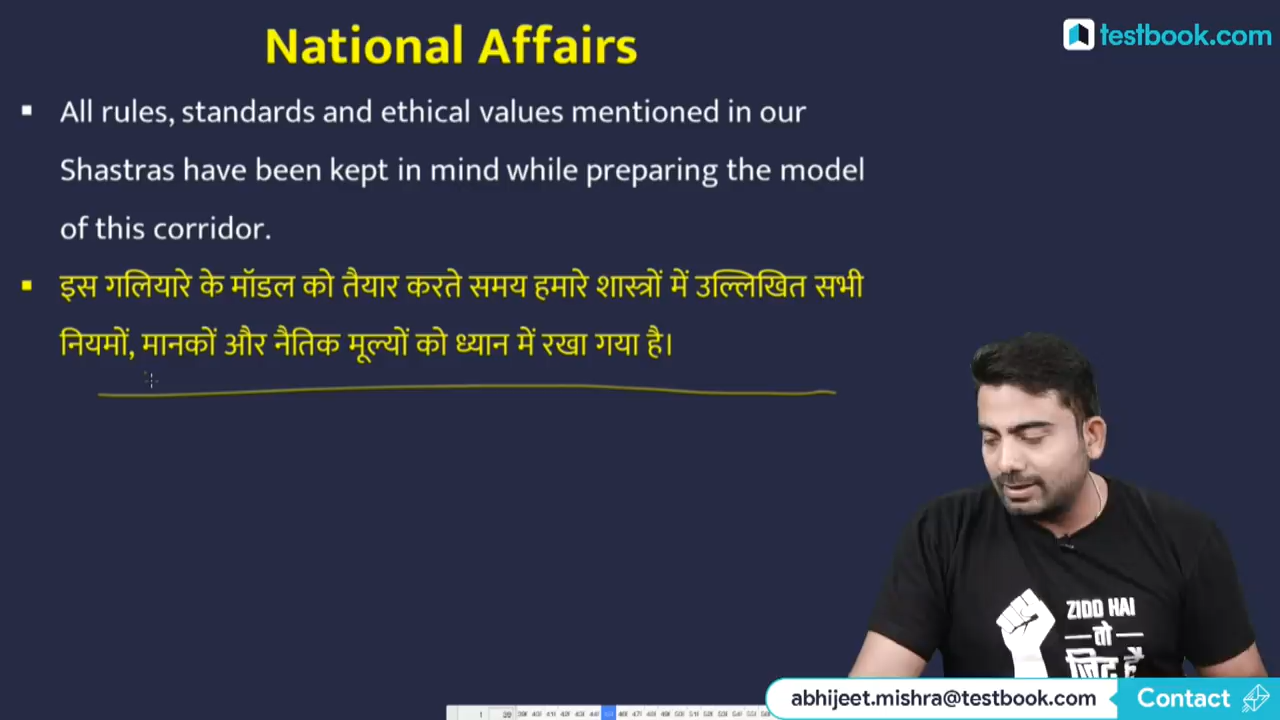 National Affairs
testbook.com
▪ All rules, standards and ethical values mentioned in our
Shastras have been kept in mind while preparing the model
of this corridor.
▪ इस गलियारे के मॉडल को तैयार करते समय हमारे शास्त्रों में उल्लिखित सभी
नियमों, मानकों और नैतिक मूल्यों को ध्यान में रखा गया है।
ZIDD HAI
तो
ज़िद है
abhijeet.mishra@testbook.com
Contact